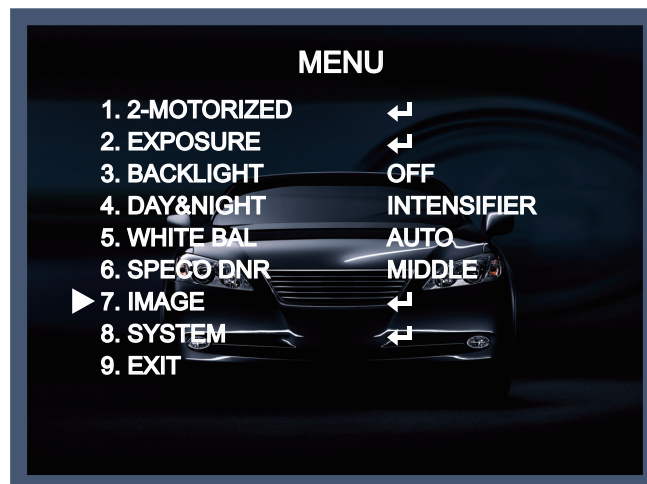 MENU
1. 2-MOTORIZED ↵
2. EXPOSURE ↵
3. BACKLIGHT OFF
4. DAY&NIGHT INTENSIFIER
5. WHITE BAL AUTO
6. SPECO DNR MIDDLE
▶ 7. IMAGE ↵
8. SYSTEM ↵
9. EXIT